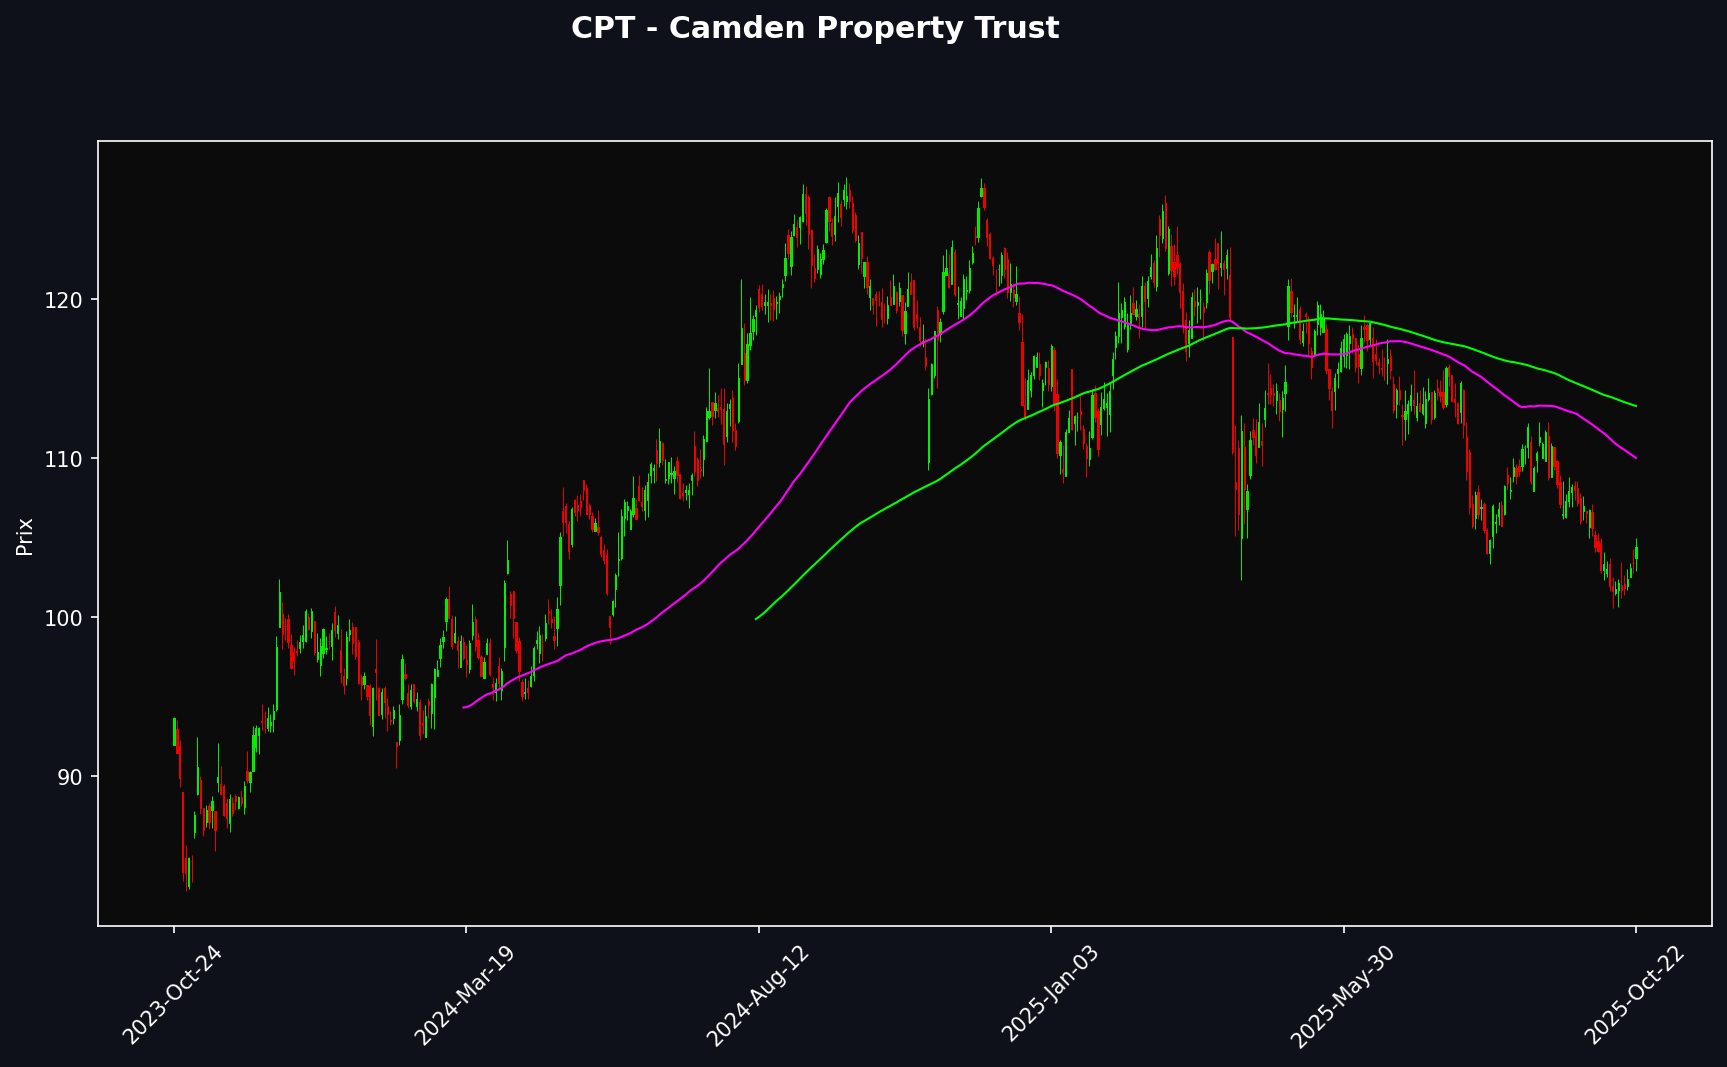 CPT - Camden Property Trust
Prix
120
110
100
90
2023-Oct-24
2024-Mar-19
2024-Aug-12
2025-Jan-03
2025-May-30
2025-Oct-22